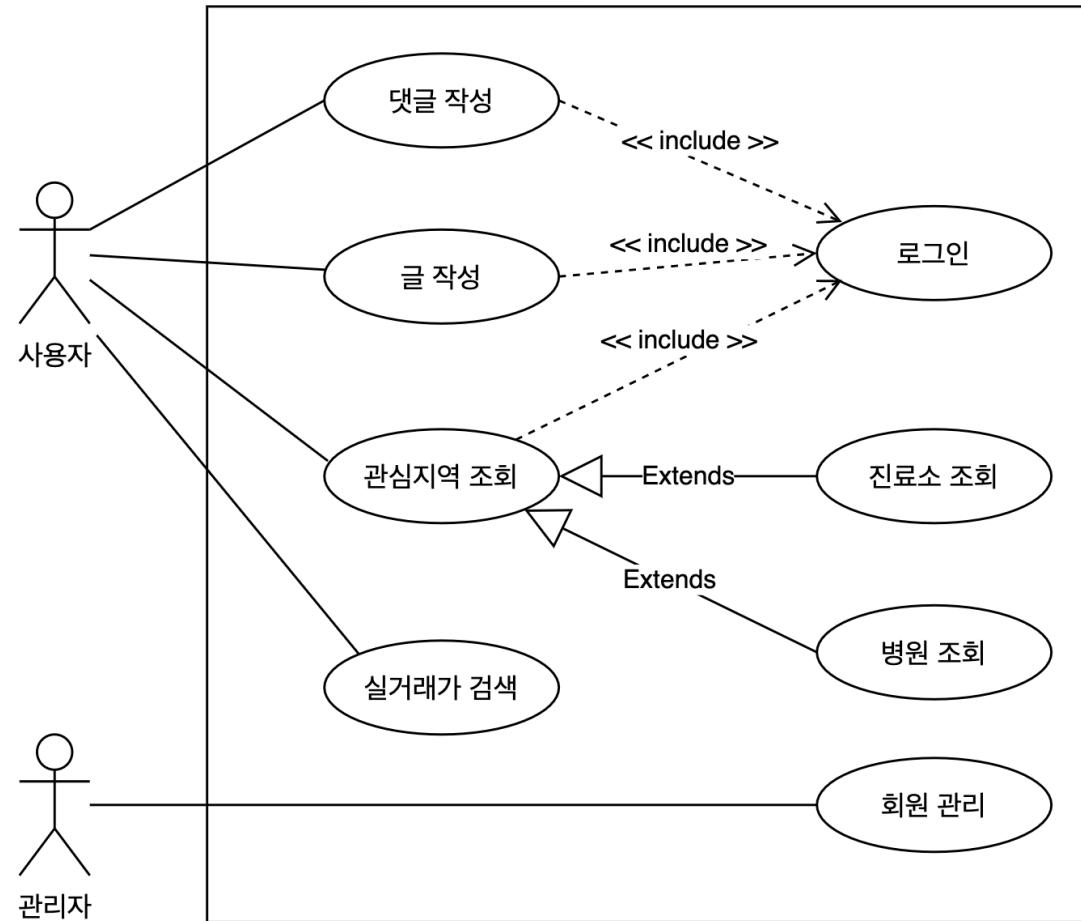 댓글 작성
<< include >>
<< include >>
로그인
글 작성
사용자
<< include >>
관심지역 조회
Extends
진료소 조회
Extends
병원 조회
실거래가 검색
회원 관리
관리자